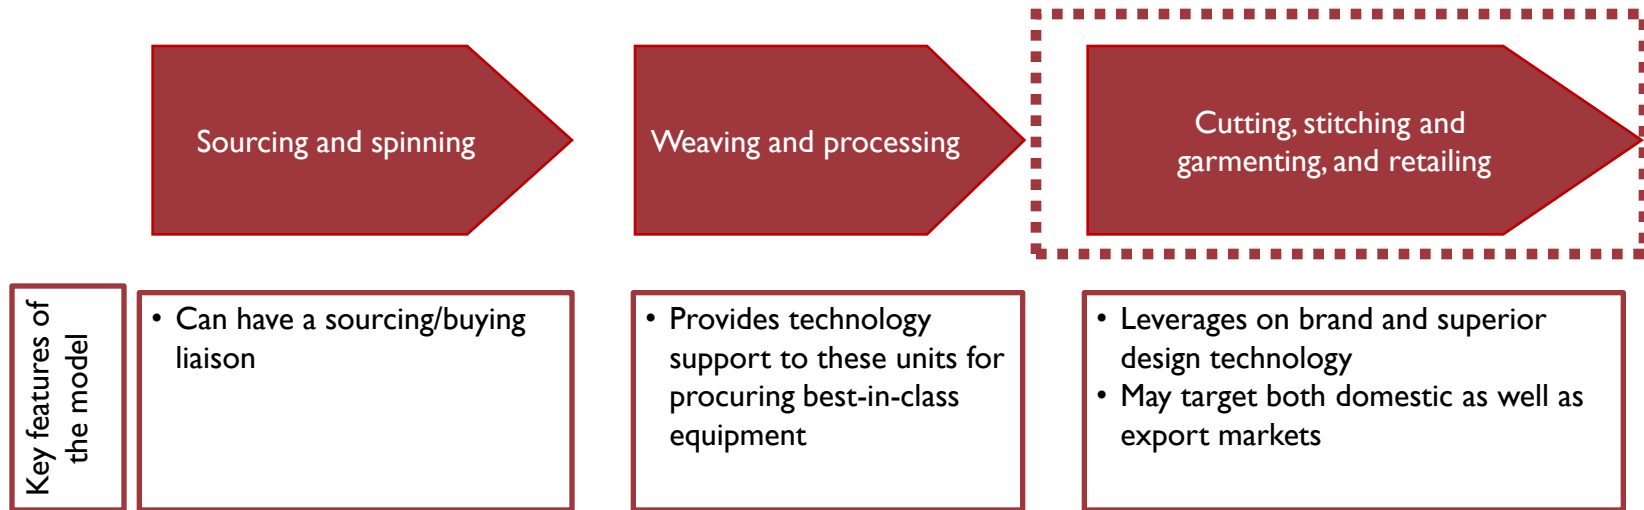 Sourcing and spinning
Weaving and processing
Cutting, stitching and
garmenting, and retailing
Key features of
the model
• Can have a sourcing/buying
liaison
• Provides technology
support to these units for
procuring best-in-class
equipment
• Leverages on brand and superior
design technology
• May target both domestic as well as
export markets